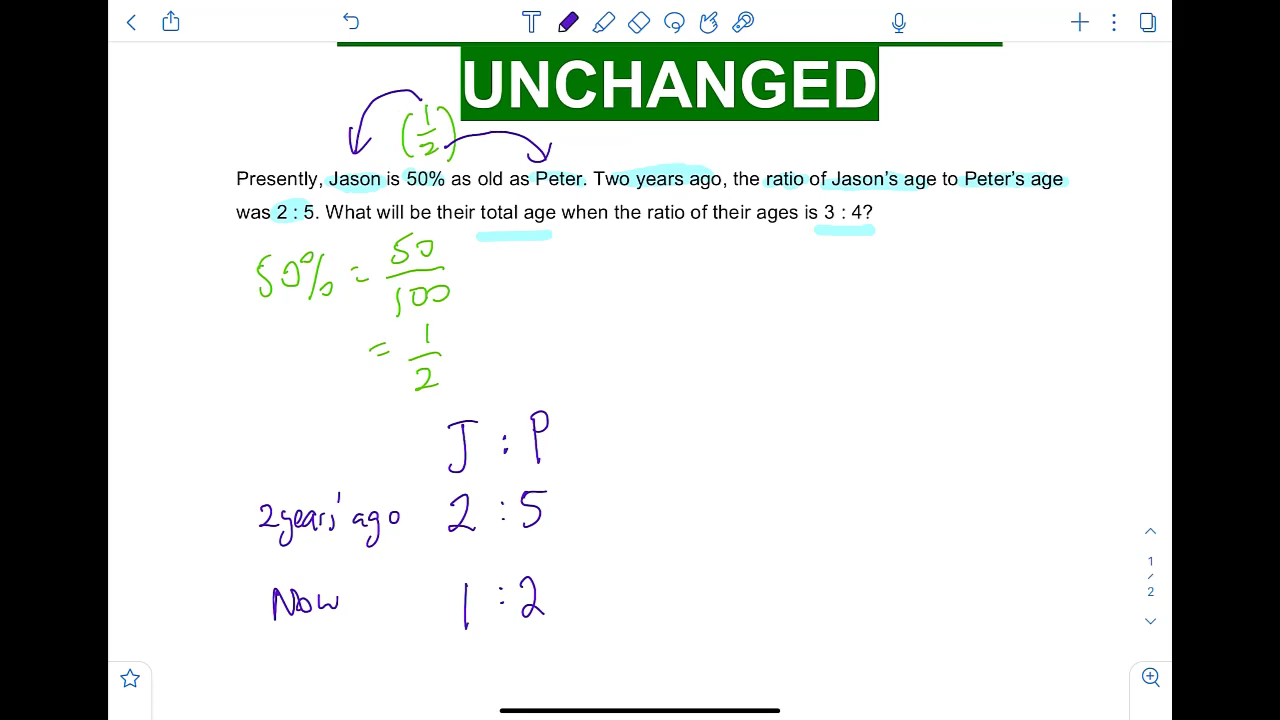 UNCHANGED
(1/2)
Presently, Jason is 50% as old as Peter. Two years ago, the ratio of Jason’s age to Peter’s age
was 2 : 5. What will be their total age when the ratio of their ages is 3 : 4?
50% = 50/100
= 1/2
J : P
2 years' ago 2 : 5
Now 1 : 2
1/2